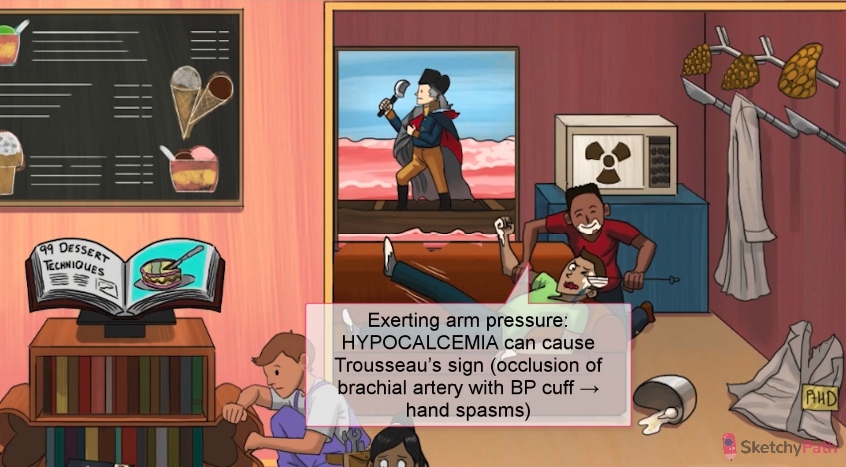 99 DESSERT
TECHNIQUES
Exerting arm pressure:
HYPOCALCEMIA can cause
Trousseau's sign (occlusion of
brachial artery with BP cuff →
hand spasms)
AHD
SketchyPath